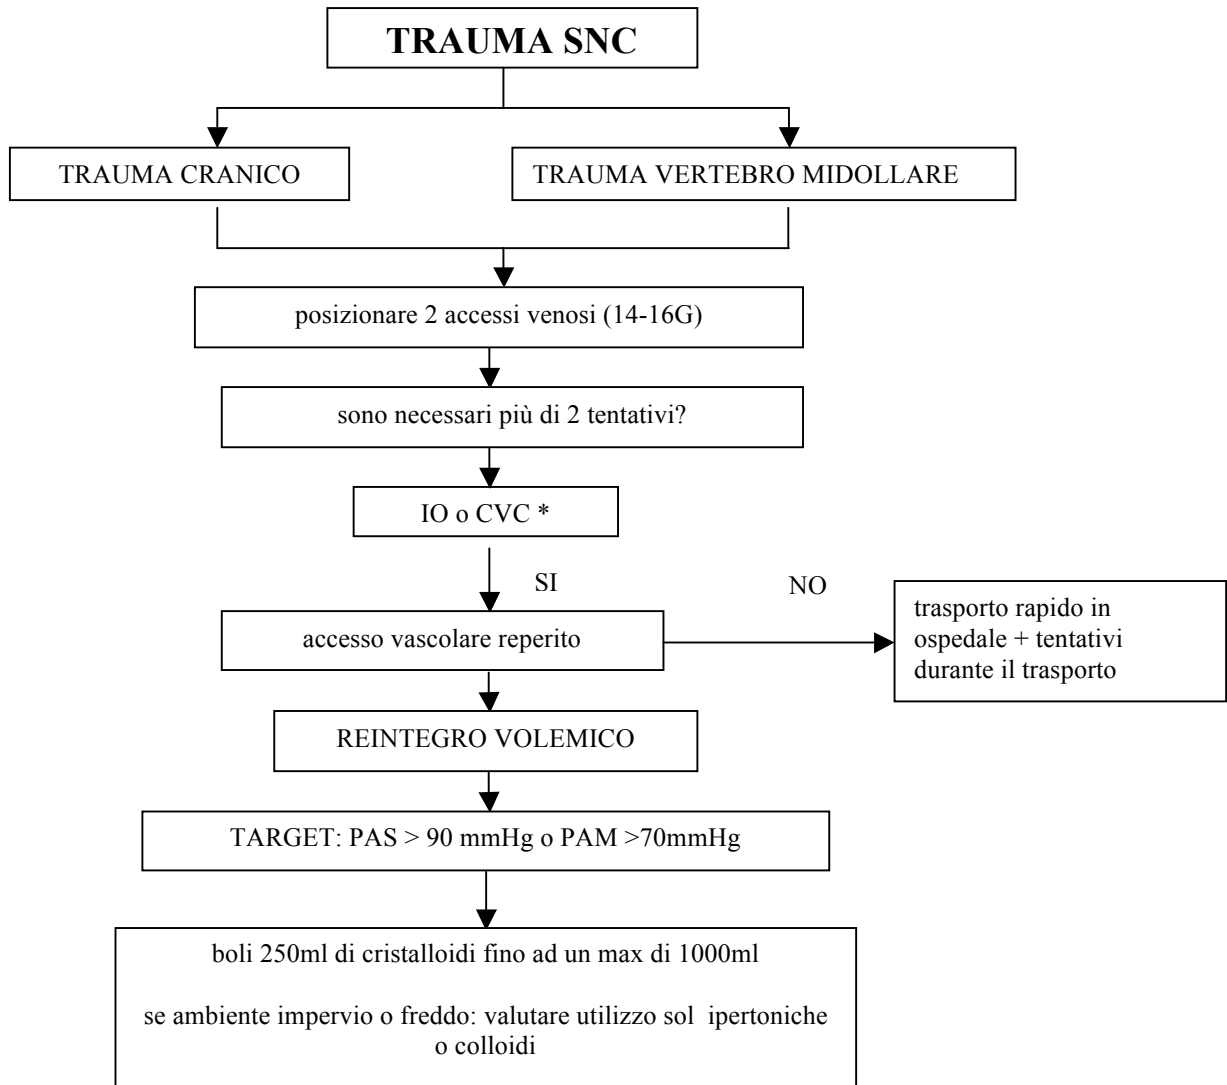 TRAUMA SNC
TRAUMA CRANICO
TRAUMA VERTEBRO MIDOLLARE
posizionare 2 accessi venosi (14-16G)
sono necessari più di 2 tentativi?
IO o CVC *
SI
NO
accesso vascolare reperito
trasporto rapido in
ospedale + tentativi
durante il trasporto
REINTEGRO VOLEMICO
TARGET: PAS > 90 mmHg o PAM >70mmHg
boli 250ml di cristalloidi fino ad un max di 1000ml
se ambiente impervio o freddo: valutare utilizzo sol  ipertoniche
o colloidi